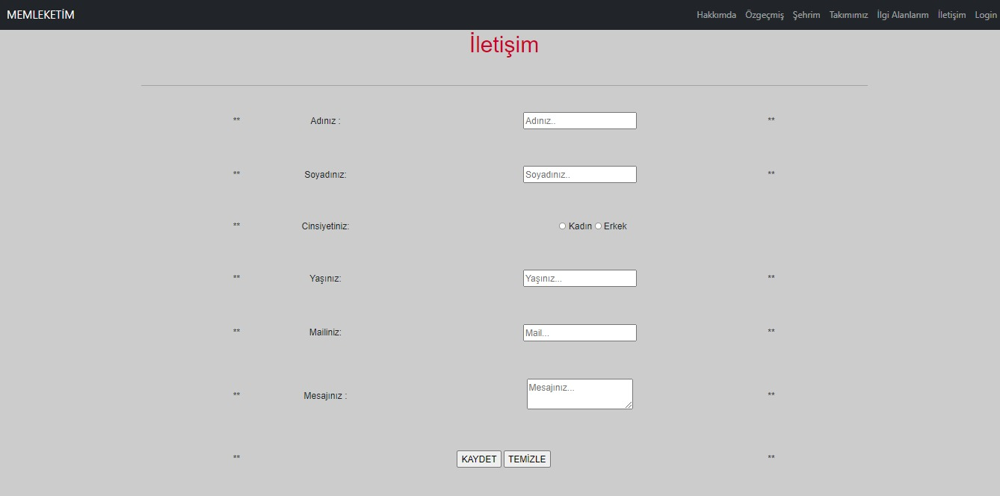 MEMLEKETİM Hakkımda Özgeçmiş Şehrim Takımımız İlgi Alanlarım İletişim Login
İletişim
** Adınız : Adınız.. **
** Soyadınız: Soyadınız.. **
** Cinsiyetiniz: Kadın Erkek **
** Yaşınız: Yaşınız... **
** Mailiniz: Mail... **
** Mesajınız : Mesajınız... **
** KAYDET TEMİZLE **